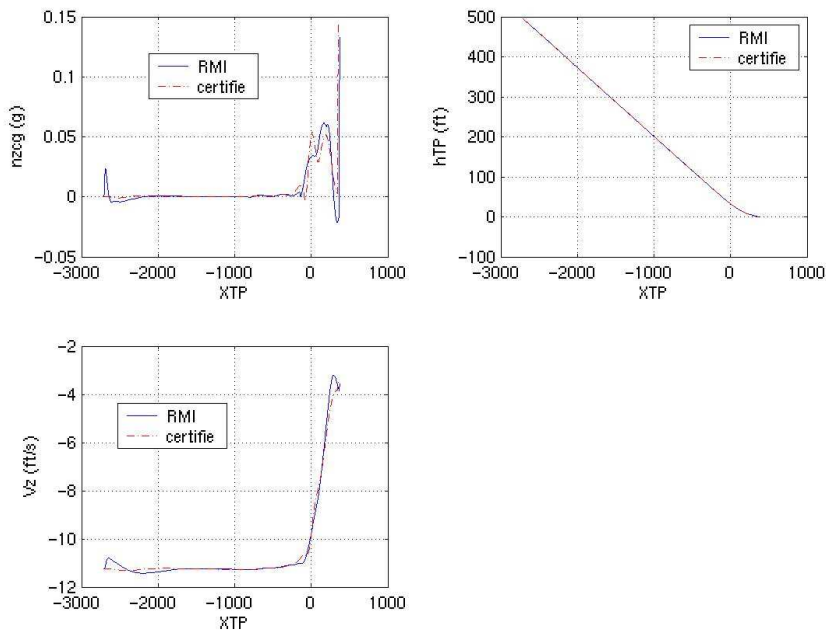 0.15
0.1
0.05
0
-0.05
nzcg (g)
RMI
certifie
-3000 -2000 -1000 0 1000
XTP
500
400
300
200
100
0
-100
hTP (ft)
RMI
certifie
-3000 -2000 -1000 0 1000
XTP
-2
-4
-6
-8
-10
-12
Vz (ft/s)
RMI
certifie
-3000 -2000 -1000 0 1000
XTP